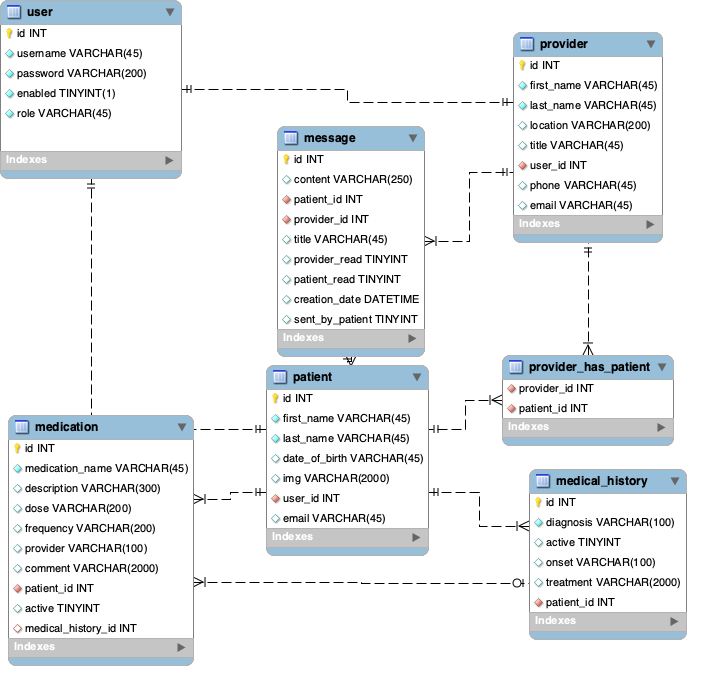 user
id INT
username VARCHAR(45)
password VARCHAR(200)
enabled TINYINT(1)
role VARCHAR(45)
Indexes
provider
id INT
first_name VARCHAR(45)
last_name VARCHAR(45)
location VARCHAR(200)
title VARCHAR(45)
user_id INT
phone VARCHAR(45)
email VARCHAR(45)
Indexes
message
id INT
content VARCHAR(250)
patient_id INT
provider_id INT
title VARCHAR(45)
provider_read TINYINT
patient_read TINYINT
creation_date DATETIME
sent_by_patient TINYINT
Indexes
patient
id INT
first_name VARCHAR(45)
last_name VARCHAR(45)
date_of_birth VARCHAR(45)
img VARCHAR(2000)
user_id INT
email VARCHAR(45)
Indexes
provider_has_patient
provider_id INT
patient_id INT
Indexes
medication
id INT
medication_name VARCHAR(45)
description VARCHAR(300)
dose VARCHAR(200)
frequency VARCHAR(200)
provider VARCHAR(100)
comment VARCHAR(2000)
patient_id INT
active TINYINT
medical_history_id INT
Indexes
medical_history
id INT
diagnosis VARCHAR(100)
active TINYINT
onset VARCHAR(100)
treatment VARCHAR(2000)
patient_id INT
Indexes